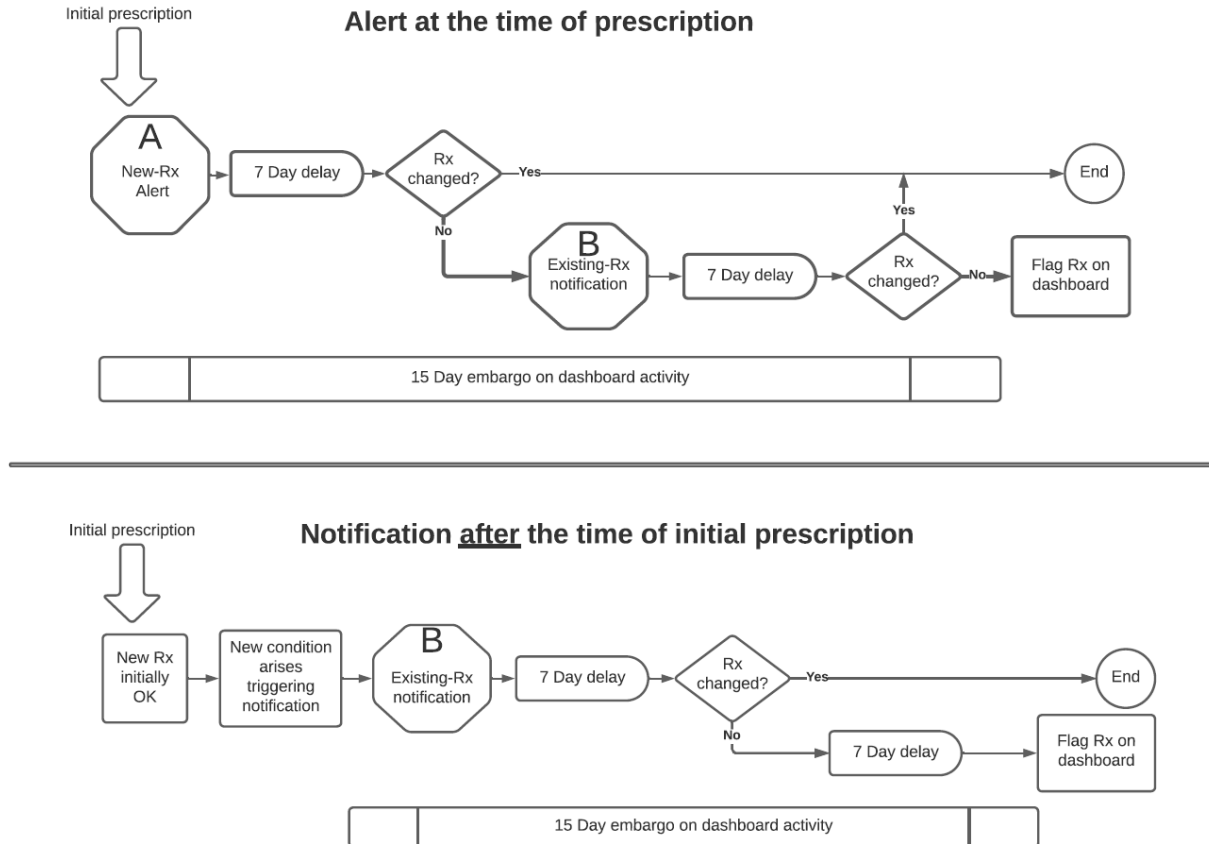 Initial prescription
Alert at the time of prescription
A
New-Rx
Alert
7 Day delay
Rx
changed?
Yes
End
No
B
Existing-Rx
notification
7 Day delay
Yes
Rx
changed?
No
Flag Rx on
dashboard
15 Day embargo on dashboard activity
Initial prescription
Notification after the time of initial prescription
New Rx
initially
OK
New condition
arises
triggering
notification
B
Existing-Rx
notification
7 Day delay
Rx
changed?
Yes
End
No
7 Day delay
Flag Rx on
dashboard
15 Day embargo on dashboard activity